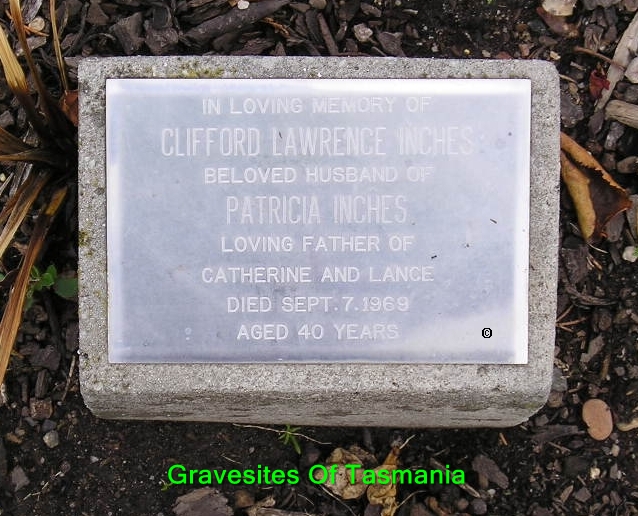 IN LOVING MEMORY OF
CLIFFORD LAWRENCE INCHES
BELOVED HUSBAND OF
PATRICIA INCHES
LOVING FATHER OF
CATHERINE AND LANCE
DIED SEPT. 7. 1969
AGED 40 YEARS
©
Gravesites Of Tasmania